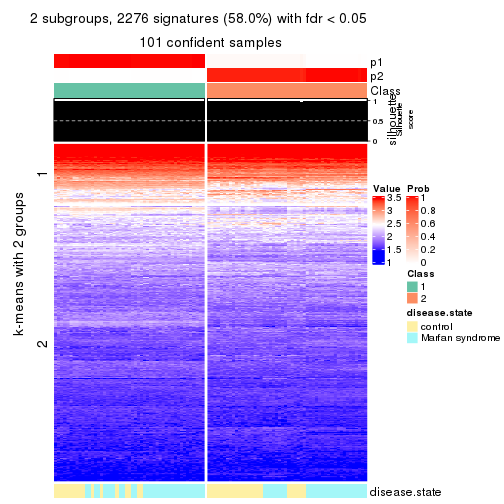 2 subgroups, 2276 signatures (58.0%) with fdr < 0.05
101 confident samples
p1
p2
Class
1
0.5
0
silhouette
Silhouette
score
k-means with 2 groups
1
2
Value
3.5
3
2.5
2
1.5
1
Prob
1
0.8
0.6
0.4
0.2
0
Class
1
2
disease.state
control
Marfan syndrome
disease.state